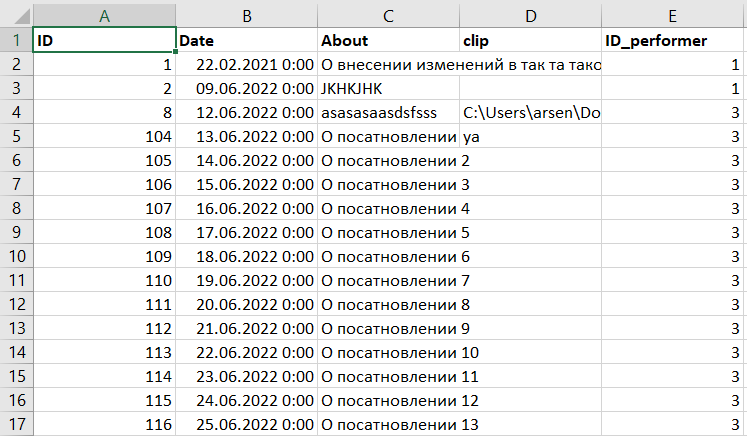 A B C D E
1 ID Date About clip ID_performer
2 1 22.02.2021 0:00 О внесении изменений в так та тако 1
3 2 09.06.2022 0:00 JKHKJHK 1
4 8 12.06.2022 0:00 asasasaasdsfsss C:\Users\arsen\Do 3
5 104 13.06.2022 0:00 О посатновлении ya 3
6 105 14.06.2022 0:00 О посатновлении 2 3
7 106 15.06.2022 0:00 О посатновлении 3 3
8 107 16.06.2022 0:00 О посатновлении 4 3
9 108 17.06.2022 0:00 О посатновлении 5 3
10 109 18.06.2022 0:00 О посатновлении 6 3
11 110 19.06.2022 0:00 О посатновлении 7 3
12 111 20.06.2022 0:00 О посатновлении 8 3
13 112 21.06.2022 0:00 О посатновлении 9 3
14 113 22.06.2022 0:00 О посатновлении 10 3
15 114 23.06.2022 0:00 О посатновлении 11 3
16 115 24.06.2022 0:00 О посатновлении 12 3
17 116 25.06.2022 0:00 О посатновлении 13 3